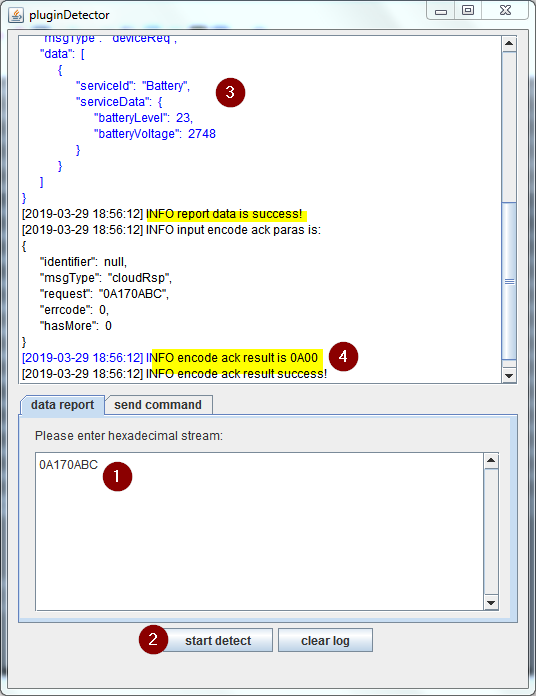 pluginDetector
"msgType": "deviceReq",
"data": [
{
"serviceId": "Battery",
"serviceData": {
"batteryLevel": 23,
"batteryVoltage": 2748
}
}
]
}
3
[2019-03-29 18:56:12] INFO report data is success!
[2019-03-29 18:56:12] INFO input encode ack paras is:
{
"identifier": null,
"msgType": "cloudRsp",
"request": "0A170ABC",
"errcode": 0,
"hasMore": 0
}
[2019-03-29 18:56:12] INFO encode ack result is 0A00
[2019-03-29 18:56:12] INFO encode ack result success!
4
data report send command
Please enter hexadecimal stream:
0A170ABC
1
2
start detect clear log